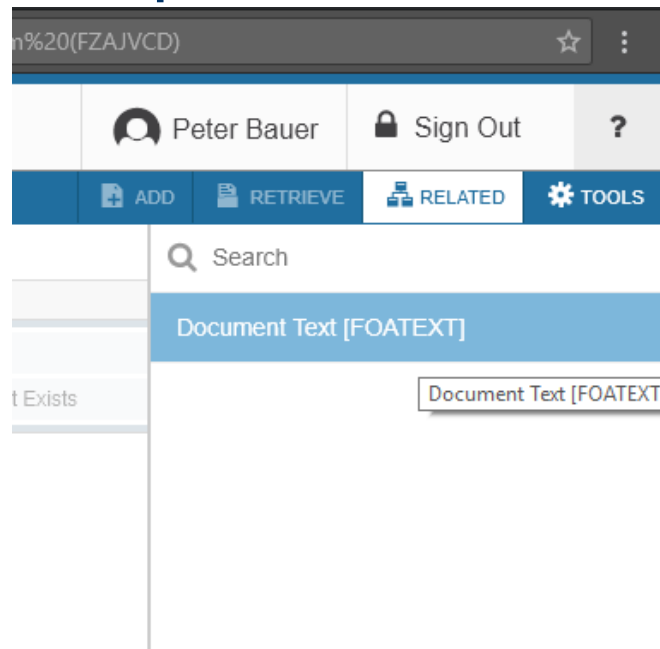 n%20(FZAJVCD)
Peter Bauer
Sign Out
?
ADD
RETRIEVE
RELATED
TOOLS
Search
Document Text [FOATEXT]
t Exists
Document Text [FOATEXT